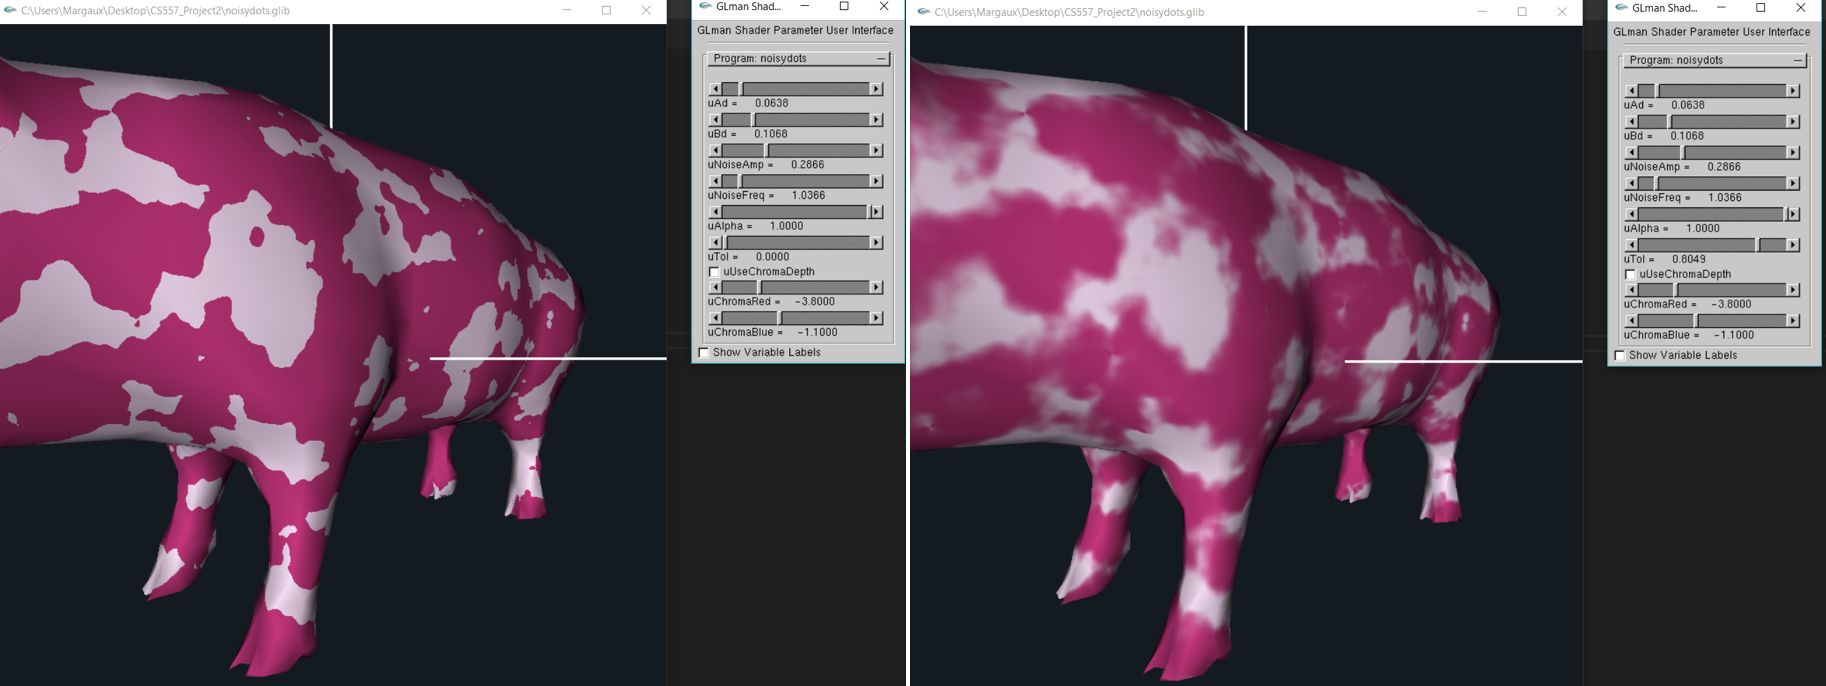 C:\Users\Margaux\Desktop\CS557_Project2\noisydots.glib
GLman Shad...
GLman Shader Parameter User Interface
Program: noisydots
uAd = 0.0638
uBd = 0.1068
uNoiseAmp = 0.2866
uNoiseFreq = 1.0366
uAlpha = 1.0000
uTol = 0.0000
uUseChromaDepth
uChromaRed = -3.8000
uChromaBlue = -1.1000
Show Variable Labels
C:\Users\Margaux\Desktop\CS557_Project2\noisydots.glib
GLman Shad...
GLman Shader Parameter User Interface
Program: noisydots
uAd = 0.0638
uBd = 0.1068
uNoiseAmp = 0.2866
uNoiseFreq = 1.0366
uAlpha = 1.0000
uTol = 0.8049
uUseChromaDepth
uChromaRed = -3.8000
uChromaBlue = -1.1000
Show Variable Labels